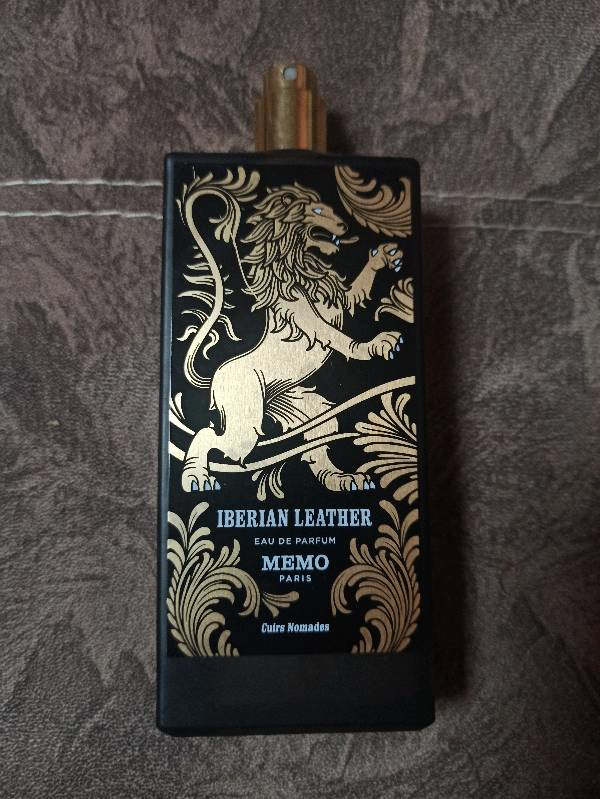 IBERIAN LEATHER
EAU DE PARFUM
MEMO
PARIS
Cuirs Nomades